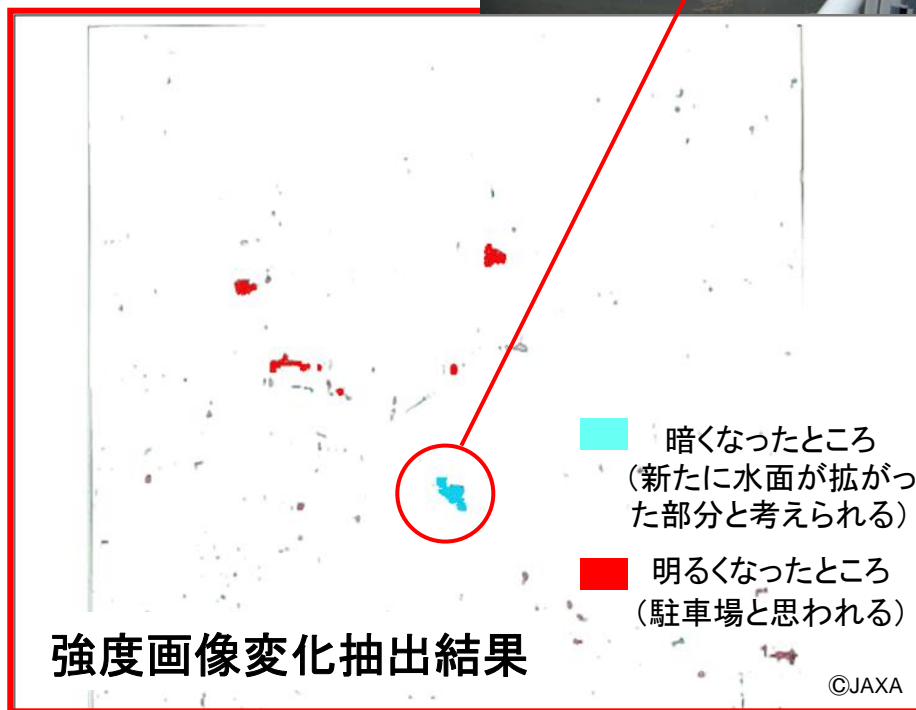 暗くなったところ
(新たに水面が拡がっ
た部分と考えられる)
明るくなったところ
(駐車場と思われる)
強度画像変化抽出結果
©JAXA